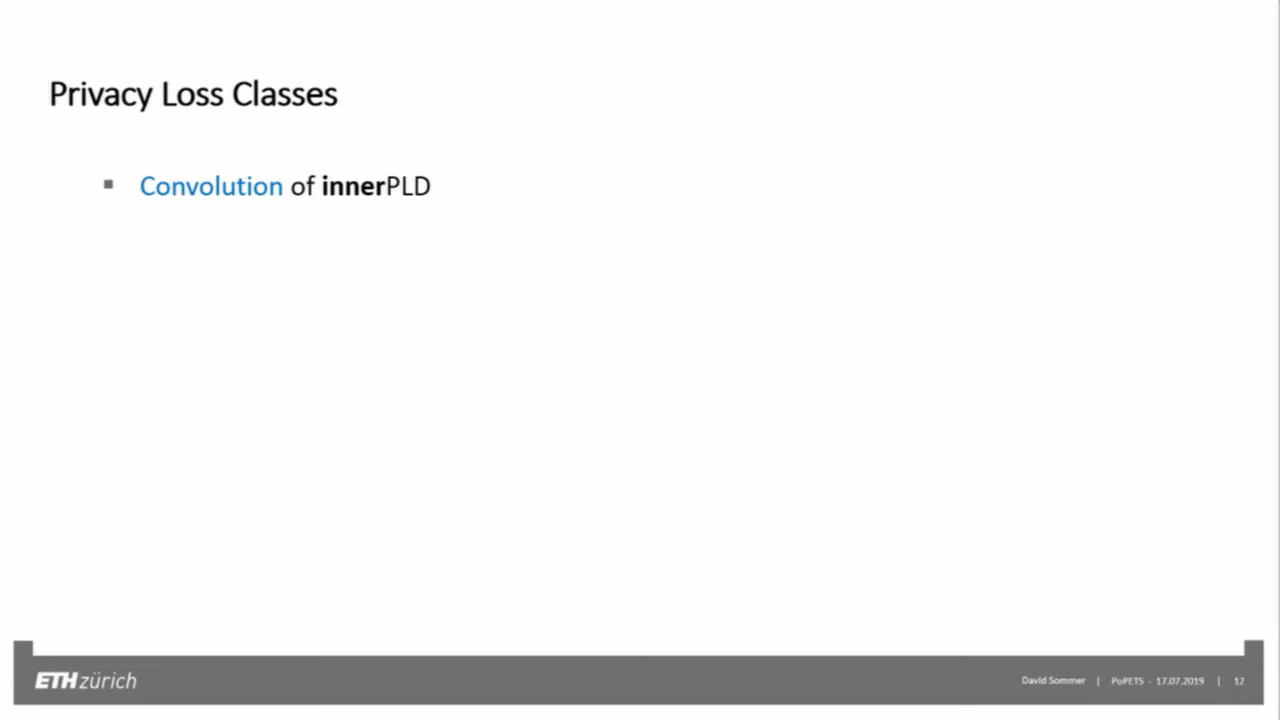 Privacy Loss Classes
▪ Convolution of innerPLD
ETH zürich
David Sommer | PoPETS - 17.07.2019 | 12